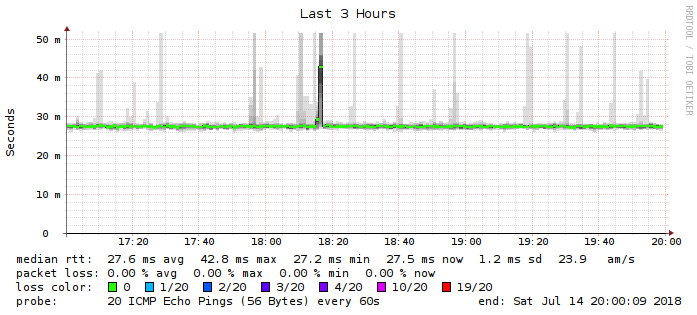 Last 3 Hours
RRDTOOL / TOBI OETIKER
Seconds
50 m
40 m
30 m
20 m
10 m
0
17:20 17:40 18:00 18:20 18:40 19:00 19:20 19:40 20:00
median rtt: 27.6 ms avg 42.8 ms max 27.2 ms min 27.5 ms now 1.2 ms sd 23.9 am/s
packet loss: 0.00 % avg 0.00 % max 0.00 % min 0.00 % now
loss color: 0 1/20 2/20 3/20 4/20 10/20 19/20
probe: 20 ICMP Echo Pings (56 Bytes) every 60s end: Sat Jul 14 20:00:09 2018